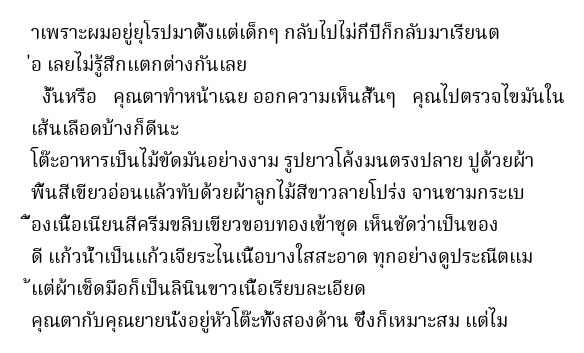 าเพราะผมอยู่ยุโรปมาตั้งแต่เด็กๆ กลับไปไม่กี่ปีก็กลับมาเรียนต
่อ เลยไม่รู้สึกแตกต่างกันเลย
งั้นหรือ คุณตาทำหน้าเฉย ออกความเห็นสั้นๆ คุณไปตรวจไขมันใน
เส้นเลือดบ้างก็ดีนะ
โต๊ะอาหารเป็นไม้ขัดมันอย่างงาม รูปยาวโค้งมนตรงปลาย ปูด้วยผ้า
พื้นสีเขียวอ่อนแล้วทับด้วยผ้าลูกไม้สีขาวลายโปร่ง จานชามกระเบ
ื้องเนื้อเนียนสีครีมขลิบเขียวขอบทองเข้าชุด เห็นชัดว่าเป็นของ
ดี แก้วน้ำเป็นแก้วเจียระไนเนื้อบางใสสะอาด ทุกอย่างดูประณีตแม
้แต่ผ้าเช็ดมือก็เป็นลินินขาวเนื้อเรียบละเอียด
คุณตากับคุณยายนั่งอยู่หัวโต๊ะทั้งสองด้าน ซึ่งก็เหมาะสม แต่ไม